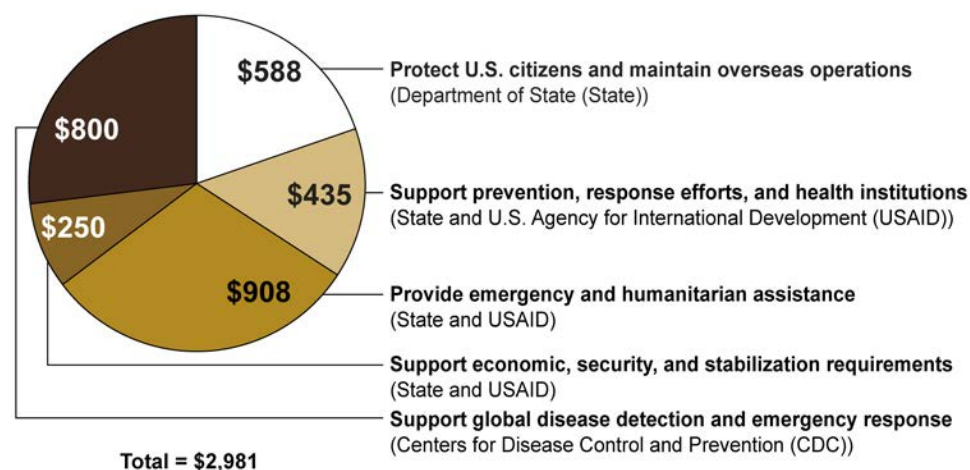 $588
Protect U.S. citizens and maintain overseas operations
(Department of State (State))
$800
$435
Support prevention, response efforts, and health institutions
(State and U.S. Agency for International Development (USAID))
$250
$908
Provide emergency and humanitarian assistance
(State and USAID)
Support economic, security, and stabilization requirements
(State and USAID)
Support global disease detection and emergency response
(Centers for Disease Control and Prevention (CDC))
Total = $2,981